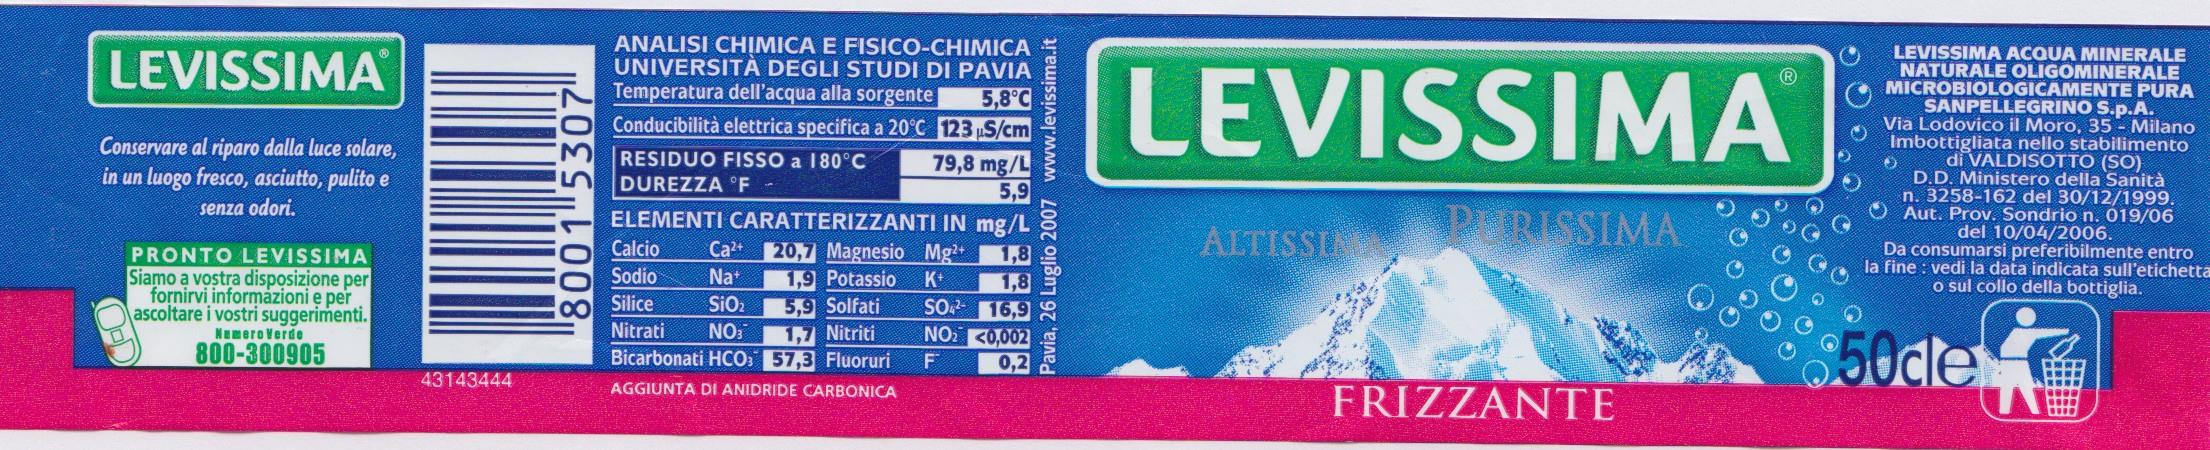 LEVISSIMA®
Conservare al riparo dalla luce solare,
in un luogo fresco, asciutto, pulito e
senza odori.
PRONTO LEVISSIMA
Siamo a vostra disposizione per
fornirvi informazioni e per
ascoltare i vostri suggerimenti.
Numero Verde
800-300905
80015307
43143444
ANALISI CHIMICA E FISICO-CHIMICA
UNIVERSITÀ DEGLI STUDI DI PAVIA
Temperatura dell'acqua alla sorgente 5,8°C
Conducibilità elettrica specifica a 20°C 123 µS/cm
RESIDUO FISSO a 180°C 79,8 mg/L
DUREZZA °F 5,9
ELEMENTI CARATTERIZZANTI IN mg/L
Calcio Ca²⁺ 20,7 Magnesio Mg²⁺ 1,8
Sodio Na⁺ 1,9 Potassio K⁺ 1,8
Silice SiO₂ 5,9 Solfati SO₄²⁻ 16,9
Nitrati NO₃⁻ 1,7 Nitriti NO₂⁻ <0,002
Bicarbonati HCO₃⁻ 57,3 Fluoruri F⁻ 0,2
AGGIUNTA DI ANIDRIDE CARBONICA
Pavia, 26 Luglio 2007 www.levissima.it
LEVISSIMA®
ALTISSIMA PURISSIMA
FRIZZANTE
LEVISSIMA ACQUA MINERALE
NATURALE OLIGOMINERALE
MICROBIOLOGICAMENTE PURA
SANPELLEGRINO S.p.A.
Via Lodovico il Moro, 35 - Milano
Imbottigliata nello stabilimento
di VALDISOTTO (SO)
D.D. Ministero della Sanità
n. 3258-162 del 30/12/1999.
Aut. Prov. Sondrio n. 019/06
del 10/04/2006.
Da consumarsi preferibilmente entro
la fine : vedi la data indicata sull'etichetta
o sul collo della bottiglia.
50cl e